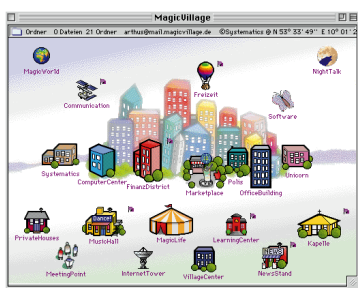 MagicVillage
Ordner 0 Dateien 21 Ordner arthus@mail.magicvillage.de ©Systematics @ N 53° 33' 49" E 10° 01' 2
MagicWorld
NightTalk
Freizeit
Communication
Software
Systematics
ComputerCenter
FinanzDistrict
Marketplace
Polis
OfficeBuilding
Unicorn
Dance!
PrivateHouses
MusicHall
MagicLife
LearningCenter
Kapelle
MeetingPoint
InternetTower
VillageCenter
NEWS
NewsStand